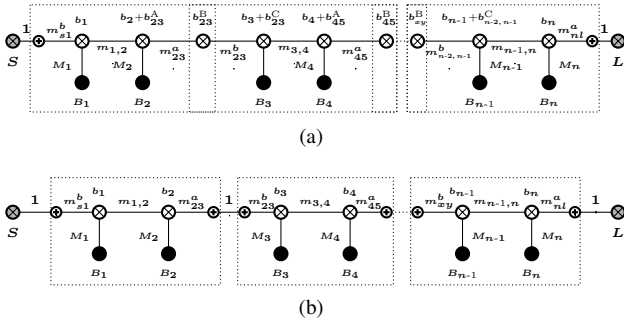 1 m^b_{s1} b_1 b_2+b^A_{23} b^B_{23} b_3+b^C_{23} b_4+b^A_{45} b^B_{45} b^B_{xy} b_{n-1}+b^C_{n-2,n-1} b_n m^a_{nl} 1
m_{1,2} m^a_{23} m^b_{23} m_{3,4} m^a_{45} m^b_{n-2,n-1} m_{n-1,n}
S M_1 M_2 M_4 M_{n-1} M_n L
B_1 B_2 B_3 B_4 B_{n-1} B_n
(a)
b_1 b_2 b_3 b_4 b_{n-1} b_n
1 m^b_{s1} m_{1,2} m^a_{23} 1 m^b_{23} m_{3,4} m^a_{45} m^b_{xy} m_{n-1,n} m^a_{nl} 1
S M_1 M_2 M_3 M_4 M_{n-1} M_n L
B_1 B_2 B_3 B_4 B_{n-1} B_n
(b)